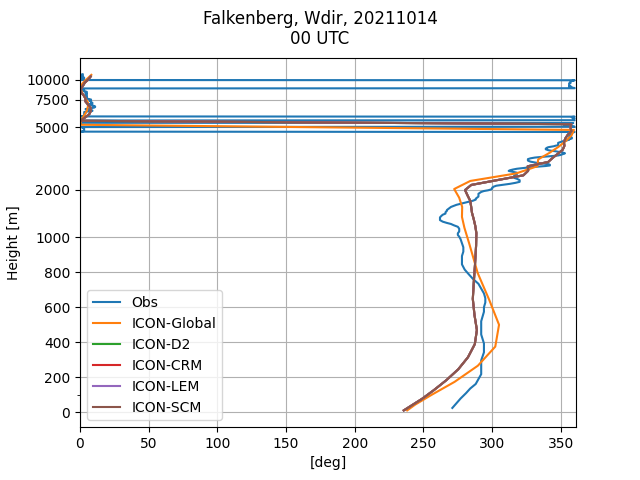 Falkenberg, Wdir, 20211014
00 UTC
10000
7500
5000
2000
1000
800
600
400
200
0
Height [m]
Obs
ICON-Global
ICON-D2
ICON-CRM
ICON-LEM
ICON-SCM
0 50 100 150 200 250 300 350
[deg]